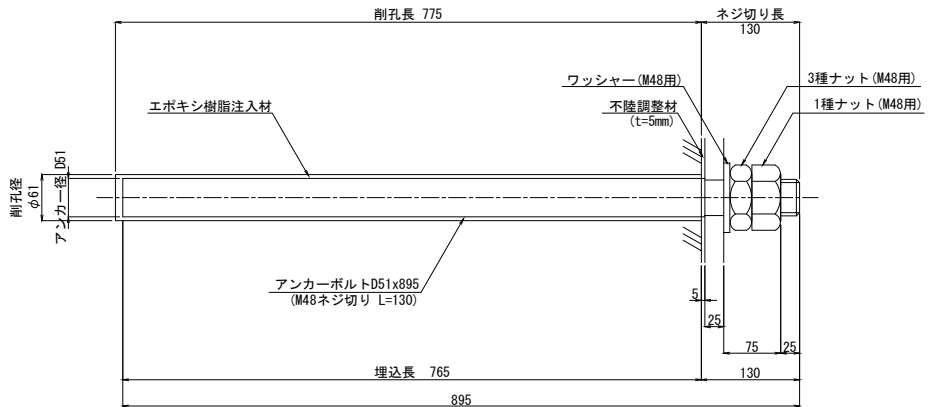 削孔長 775
ネジ切り長
130
ワッシャー(M48用)
3種ナット(M48用)
エポキシ樹脂注入材
不陸調整材
(t=5mm)
1種ナット(M48用)
削孔径
φ61
アンカー径 D51
アンカーボルトD51x895
(M48ネジ切り L=130)
5
25
75
25
埋込長 765
130
895